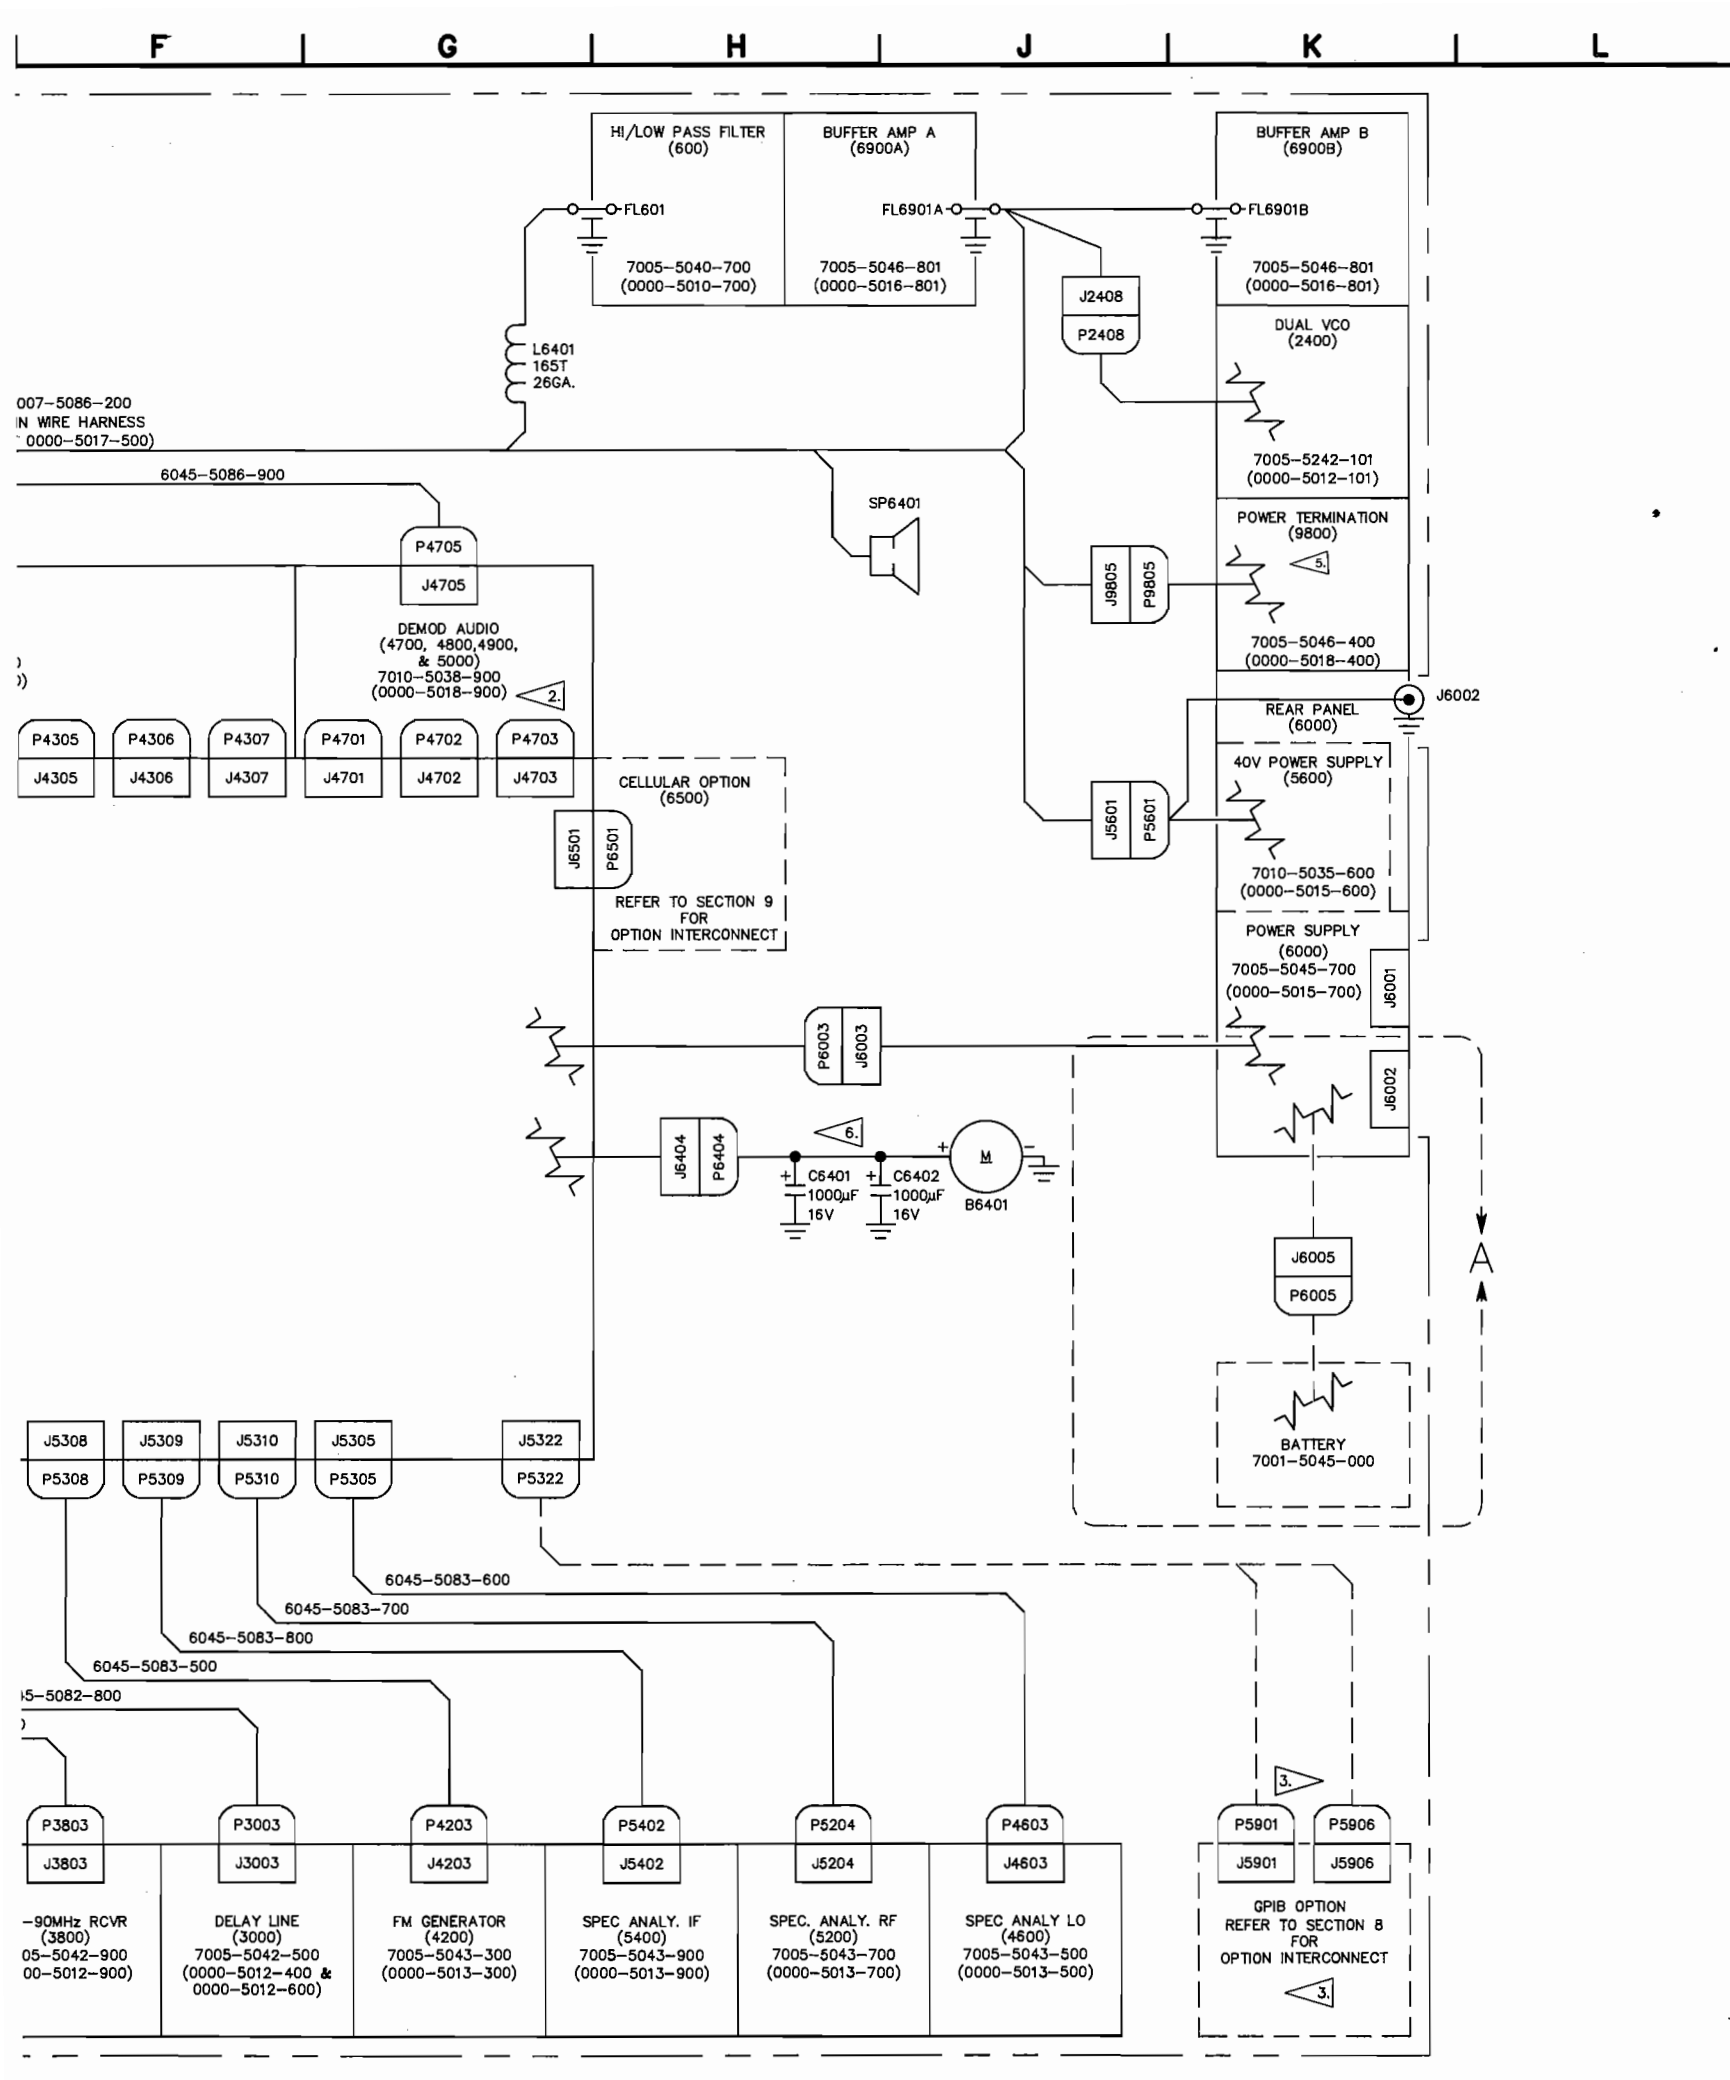 F G H J K L
HI/LOW PASS FILTER
(600)
FL601
7005-5040-700
(0000-5010-700)
BUFFER AMP A
(6900A)
FL6901A
7005-5046-801
(0000-5016-801)
BUFFER AMP B
(6900B)
FL6901B
7005-5046-801
(0000-5016-801)
J2408
P2408
DUAL VCO
(2400)
7005-5242-101
(0000-5012-101)
L6401
165T
26GA.
007-5086-200
IN WIRE HARNESS
0000-5017-500)
6045-5086-900
SP6401
POWER TERMINATION
(9800)
5.
J9805
P9805
7005-5046-400
(0000-5018-400)
P4705
J4705
DEMOD AUDIO
(4700, 4800,4900,
& 5000)
7010-5038-900
(0000-5018-900)
2.
J6002
REAR PANEL
(6000)
P4305 P4306 P4307 P4701 P4702 P4703
J4305 J4306 J4307 J4701 J4702 J4703
CELLULAR OPTION
(6500)
J6501
P6501
REFER TO SECTION 9
FOR
OPTION INTERCONNECT
40V POWER SUPPLY
(5600)
J5601
P5601
7010-5035-600
(0000-5015-600)
POWER SUPPLY
(6000)
7005-5045-700
(0000-5015-700)
J6001
P6003
J6003
J6002
J6404
P6404
6.
+ C6401
1000µF
16V
+ C6402
1000µF
16V
+ M -
B6401
J6005
P6005
A
BATTERY
7001-5045-000
J5308 J5309 J5310 J5305 J5322
P5308 P5309 P5310 P5305 P5322
6045-5083-600
6045-5083-700
6045-5083-800
6045-5083-500
5-5082-800
3.
P3803 P3003 P4203 P5402 P5204 P4603 P5901 P5906
J3803 J3003 J4203 J5402 J5204 J4603 J5901 J5906
-90MHz RCVR
(3800)
05-5042-900
00-5012-900)
DELAY LINE
(3000)
7005-5042-500
(0000-5012-400 &
0000-5012-600)
FM GENERATOR
(4200)
7005-5043-300
(0000-5013-300)
SPEC ANALY. IF
(5400)
7005-5043-900
(0000-5013-900)
SPEC. ANALY. RF
(5200)
7005-5043-700
(0000-5013-700)
SPEC ANALY LO
(4600)
7005-5043-500
(0000-5013-500)
GPIB OPTION
REFER TO SECTION 8
FOR
OPTION INTERCONNECT
3.